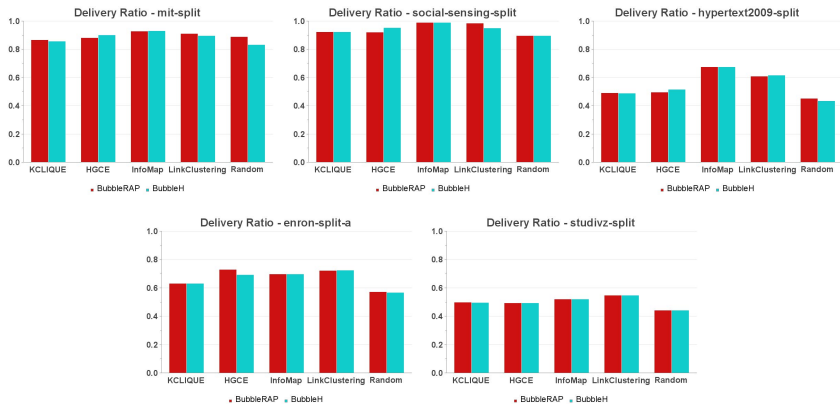 Delivery Ratio - mit-split
1.0
0.8
0.6
0.4
0.2
0.0
KCLIQUE HGCE InfoMap LinkClustering Random
BubbleRAP BubbleH
Delivery Ratio - social-sensing-split
1.0
0.8
0.6
0.4
0.2
0.0
KCLIQUE HGCE InfoMap LinkClustering Random
BubbleRAP BubbleH
Delivery Ratio - hypertext2009-split
1.0
0.8
0.6
0.4
0.2
0.0
KCLIQUE HGCE InfoMap LinkClustering Random
BubbleRAP BubbleH
Delivery Ratio - enron-split-a
1.0
0.8
0.6
0.4
0.2
0.0
KCLIQUE HGCE InfoMap LinkClustering Random
BubbleRAP BubbleH
Delivery Ratio - studivz-split
1.0
0.8
0.6
0.4
0.2
0.0
KCLIQUE HGCE InfoMap LinkClustering Random
BubbleRAP BubbleH